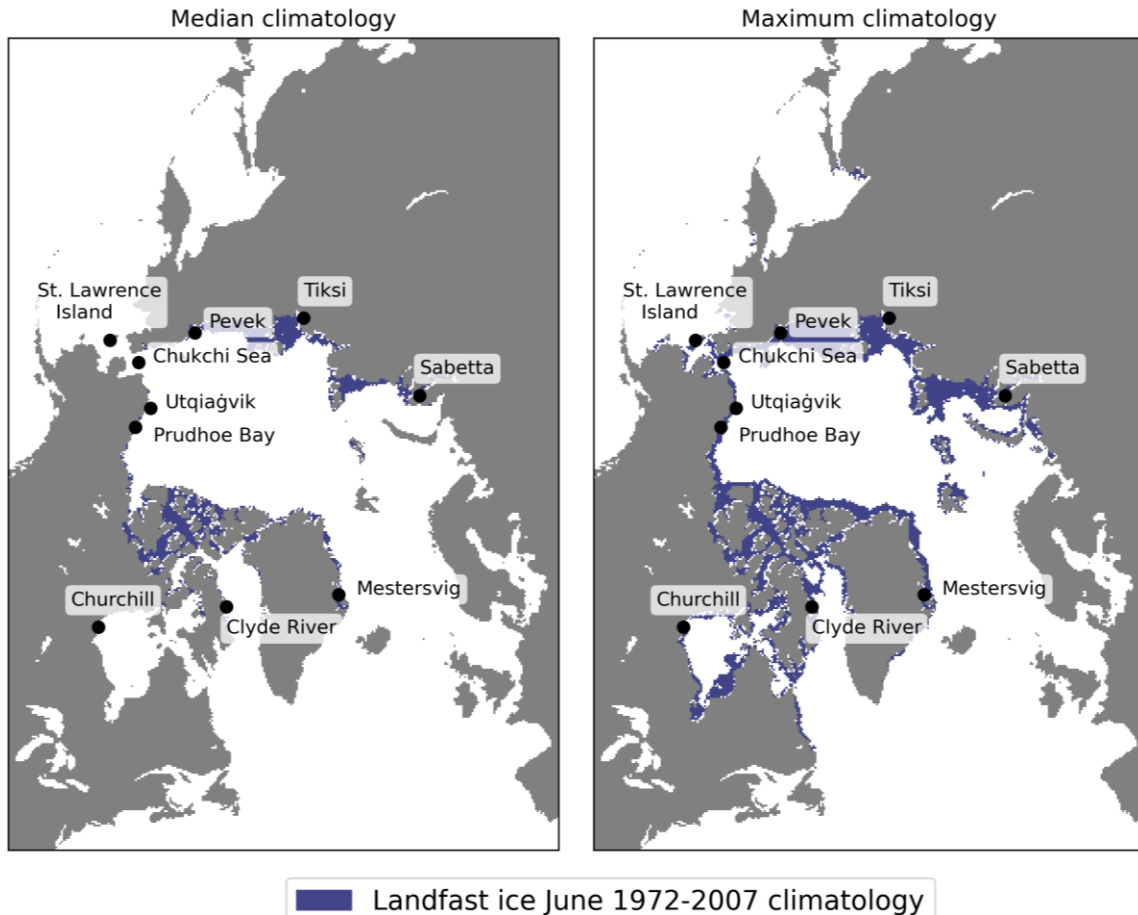 Median climatology
St. Lawrence
Island
Tiksi
Pevek
Chukchi Sea
Sabetta
Utqiaġvik
Prudhoe Bay
Churchill
Mestersvig
Clyde River
Maximum climatology
St. Lawrence
Island
Tiksi
Pevek
Chukchi Sea
Sabetta
Utqiaġvik
Prudhoe Bay
Churchill
Mestersvig
Clyde River
Landfast ice June 1972-2007 climatology